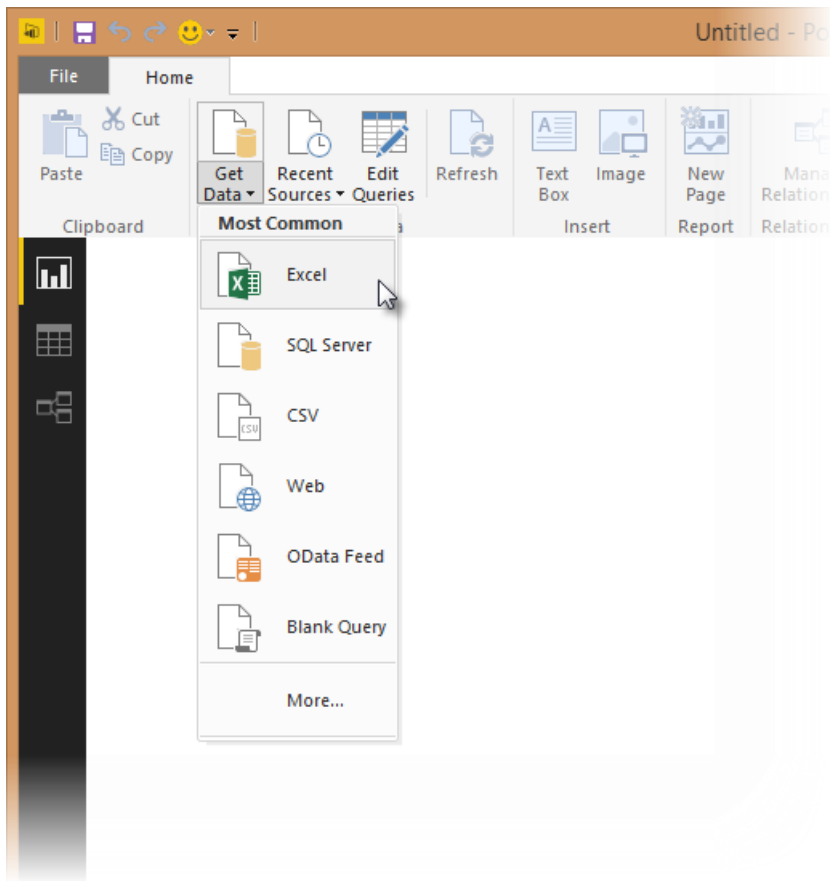 Untitled - Po
File Home
Cut
Copy
Paste
Get Data
Recent Sources
Edit Queries
Refresh
Text Box
Image
New Page
Clipboard
Insert
Report
Most Common
Excel
SQL Server
CSV
CSV
Web
OData Feed
Blank Query
More...